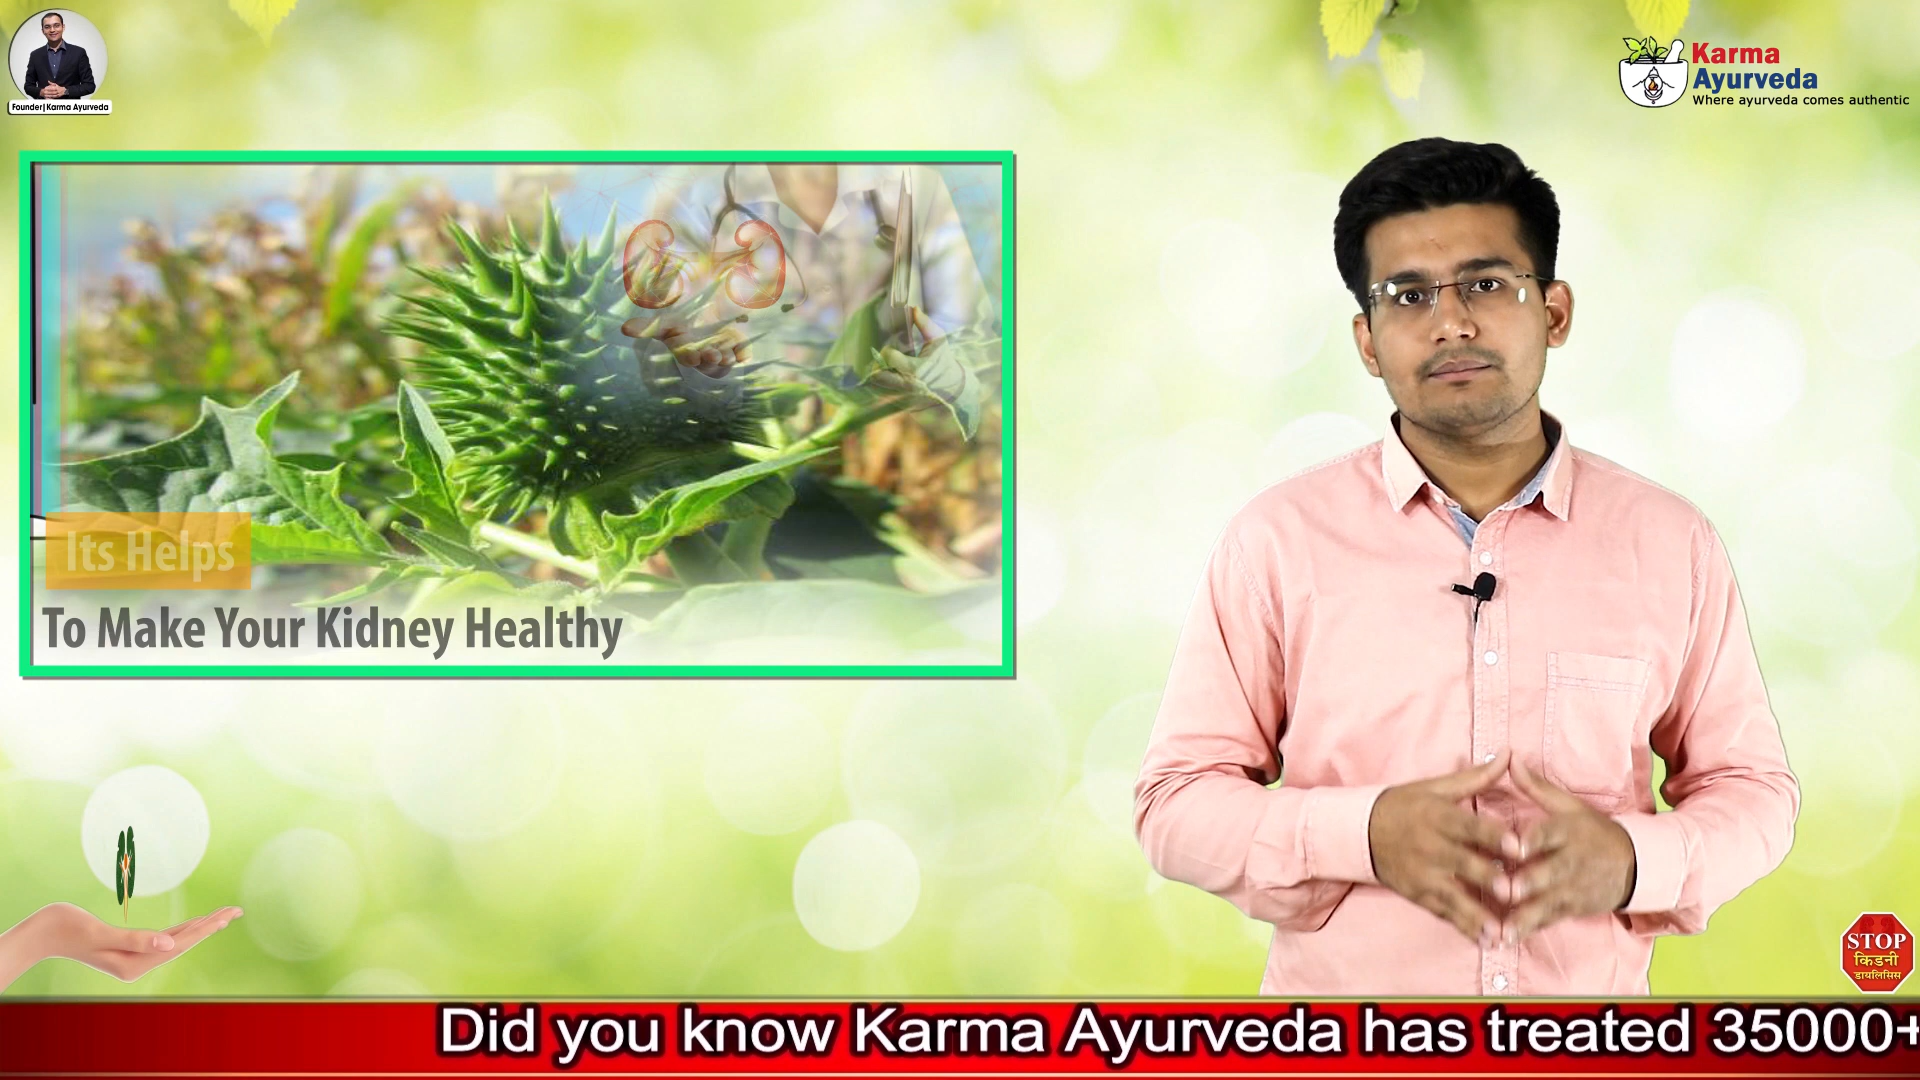 Founder|Karma Ayurveda
Karma
Ayurveda
Where ayurveda comes authentic
Its Helps
To Make Your Kidney Healthy
STOP
किडनी
डायलिसिस
Did you know Karma Ayurveda has treated 35000+